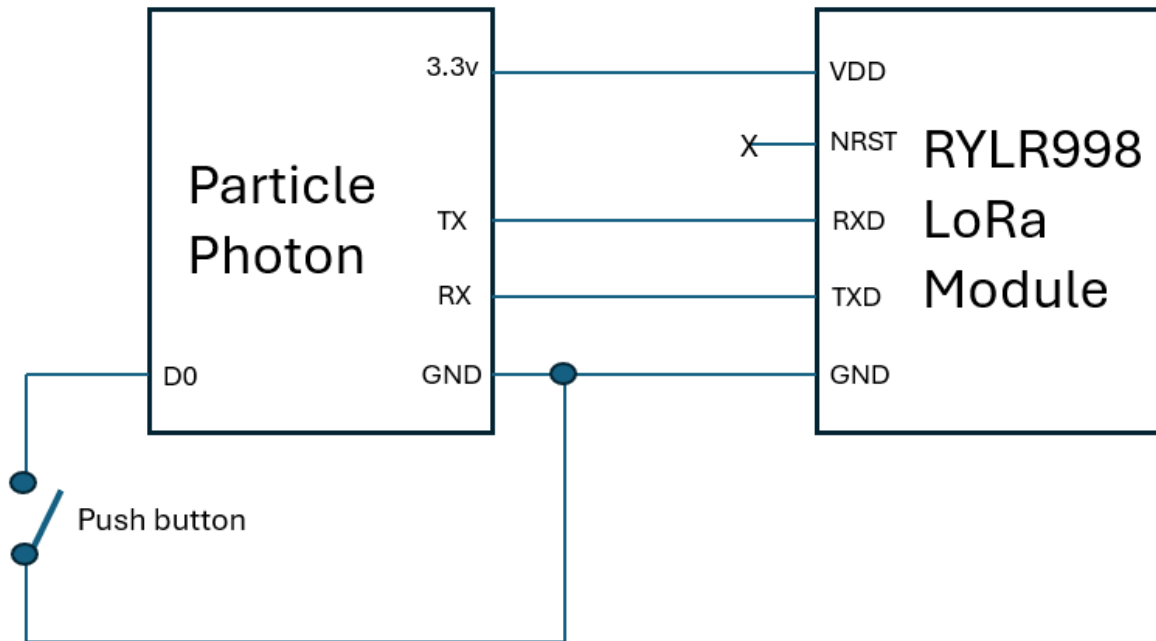 3.3v
VDD
X
NRST
Particle
Photon
RYLR998
LoRa
Module
TX
RXD
RX
TXD
D0
GND
GND
Push button